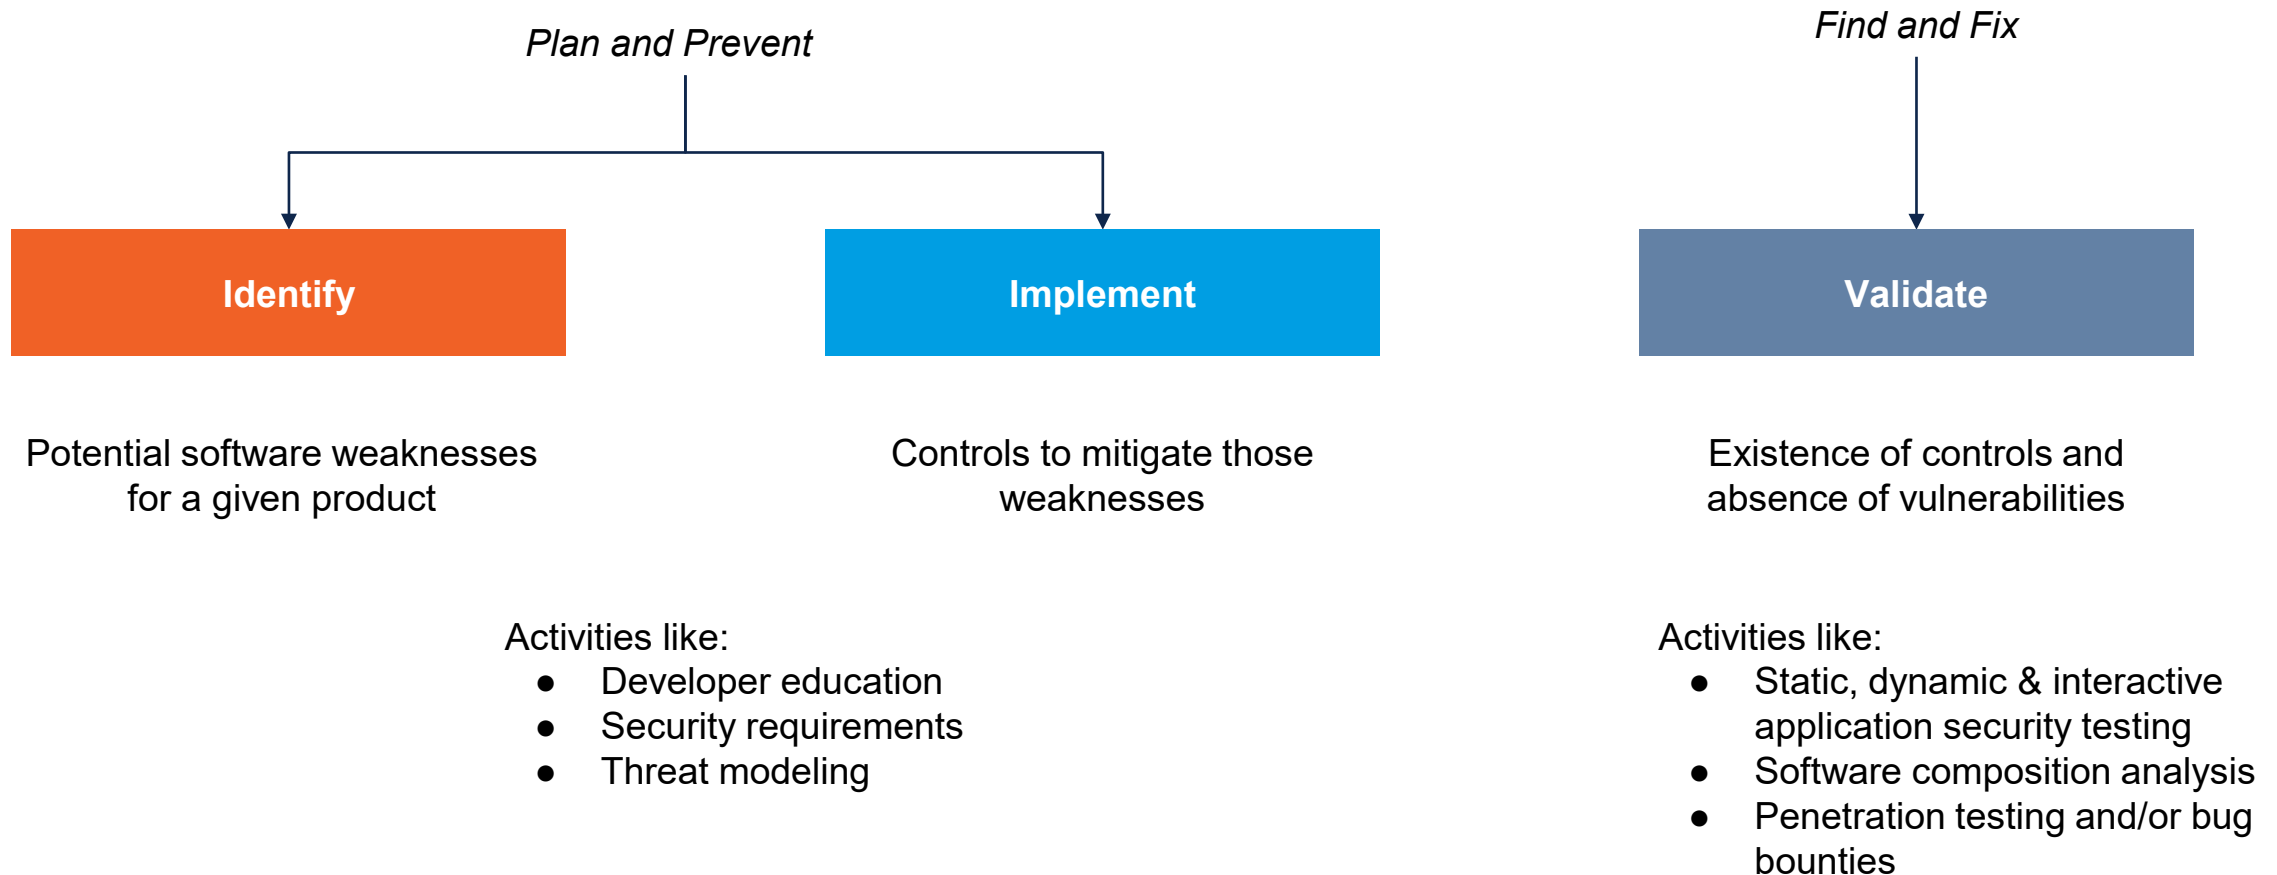 Plan and Prevent
Find and Fix
Identify
Implement
Validate
Potential software weaknesses
for a given product
Controls to mitigate those
weaknesses
Existence of controls and
absence of vulnerabilities
Activities like:
● Developer education
● Security requirements
● Threat modeling
Activities like:
● Static, dynamic & interactive
application security testing
● Software composition analysis
● Penetration testing and/or bug
bounties